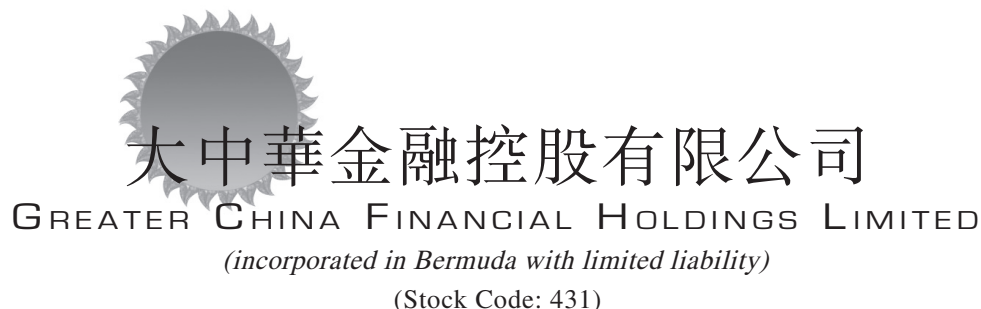 大中華金融控股有限公司
GREATER CHINA FINANCIAL HOLDINGS LIMITED
(incorporated in Bermuda with limited liability)
(Stock Code: 431)